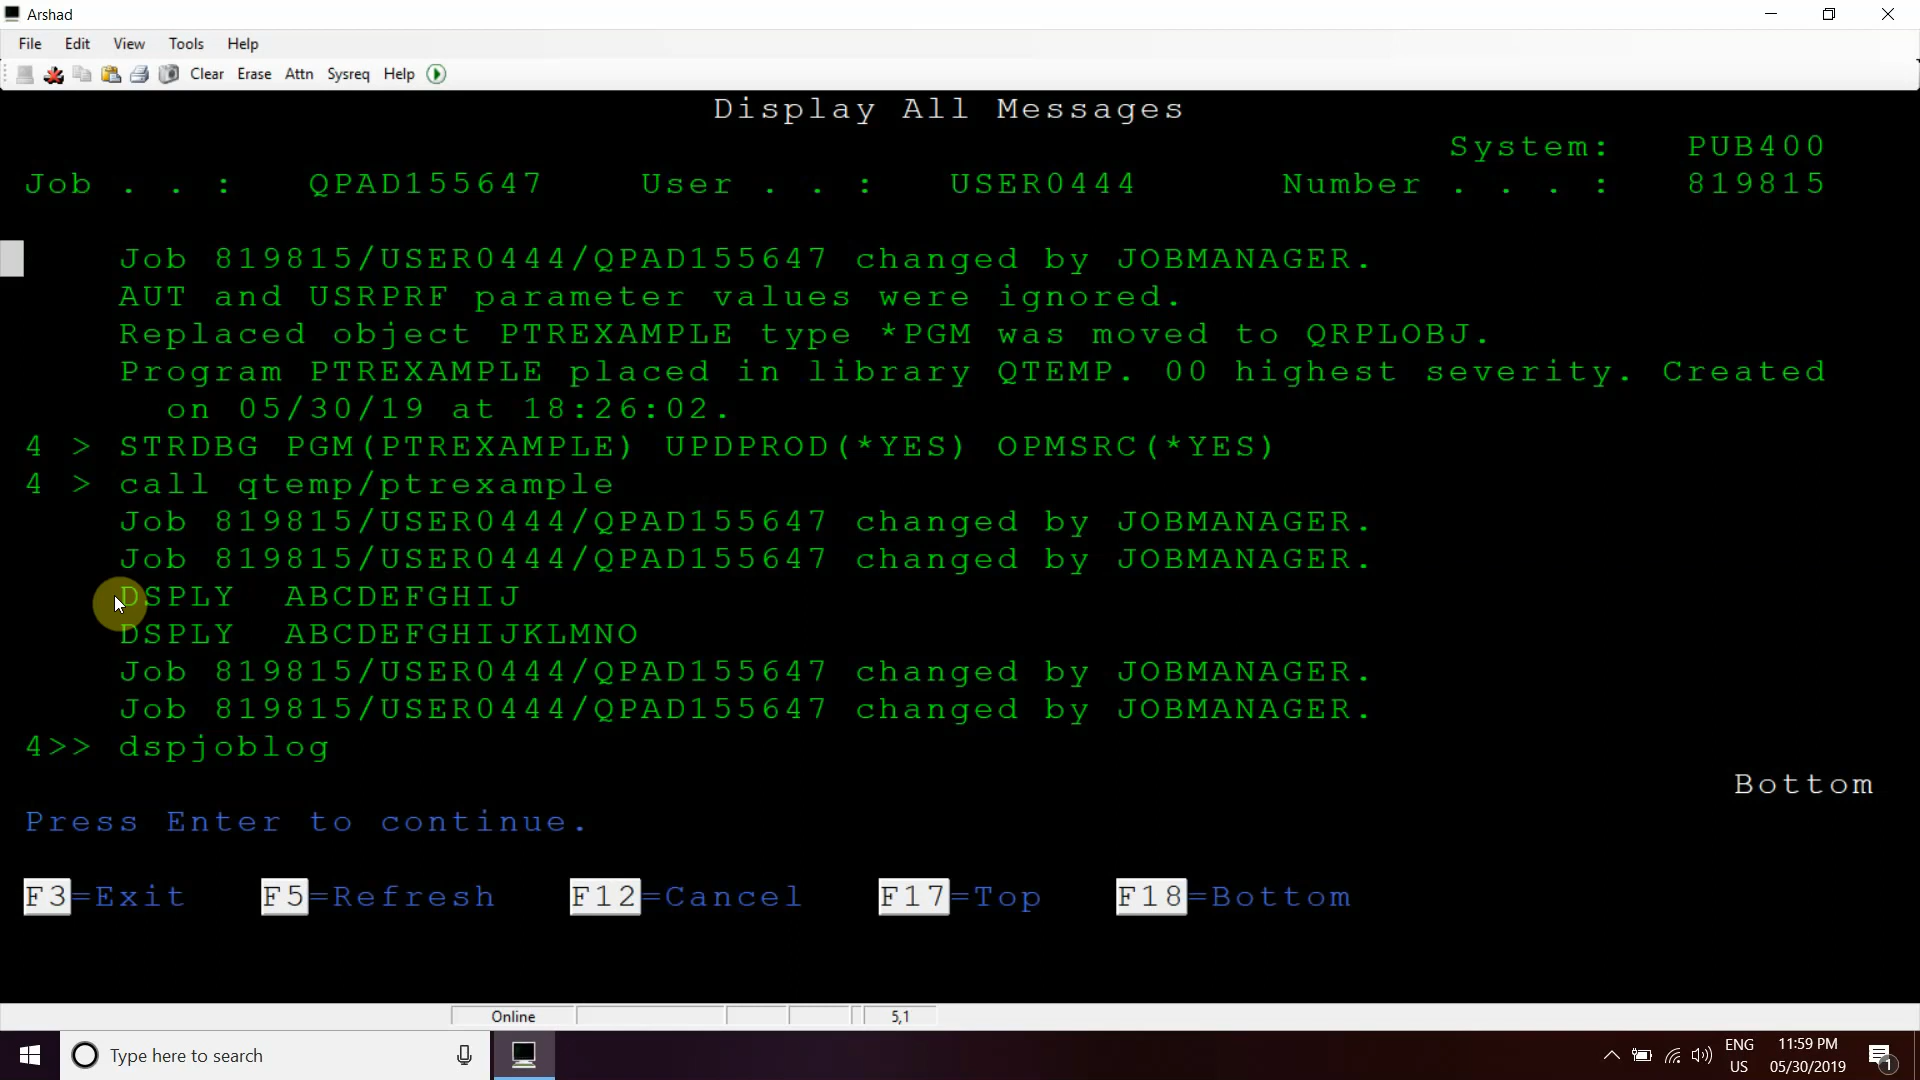 Arshad
File Edit View Tools Help
Clear Erase Attn Sysreq Help
Display All Messages
System: PUB400
Job . . : QPAD155647 User . . : USER0444 Number . . . : 819815
Job 819815/USER0444/QPAD155647 changed by JOBMANAGER.
AUT and USRPRF parameter values were ignored.
Replaced object PTREXAMPLE type *PGM was moved to QRPLOBJ.
Program PTREXAMPLE placed in library QTEMP. 00 highest severity. Created
on 05/30/19 at 18:26:02.
4 > STRDBG PGM(PTREXAMPLE) UPDPROD(*YES) OPMSRC(*YES)
4 > call qtemp/ptrexample
Job 819815/USER0444/QPAD155647 changed by JOBMANAGER.
Job 819815/USER0444/QPAD155647 changed by JOBMANAGER.
DSPLY ABCDEFGHIJ
DSPLY ABCDEFGHIJKLMNO
Job 819815/USER0444/QPAD155647 changed by JOBMANAGER.
Job 819815/USER0444/QPAD155647 changed by JOBMANAGER.
4>> dspjoblog
Bottom
Press Enter to continue.
F3=Exit F5=Refresh F12=Cancel F17=Top F18=Bottom
Online 5,1
Type here to search
ENG 11:59 PM
US 05/30/2019 1